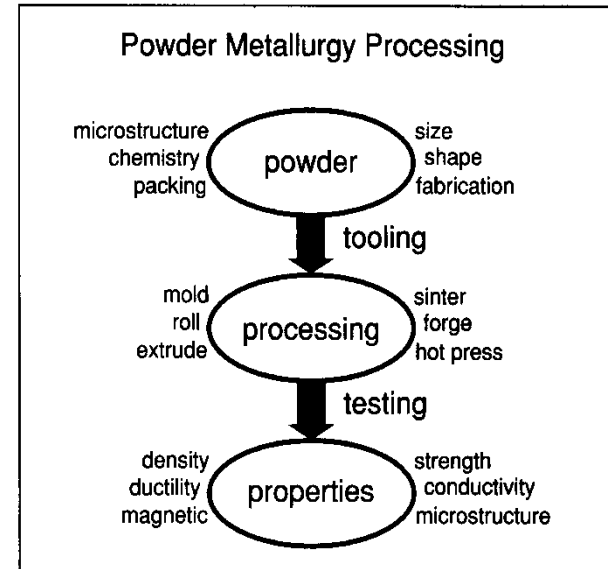 Powder Metallurgy Processing
microstructure
chemistry
packing
powder
size
shape
fabrication
tooling
mold
roll
extrude
processing
sinter
forge
hot press
testing
density
ductility
magnetic
properties
strength
conductivity
microstructure